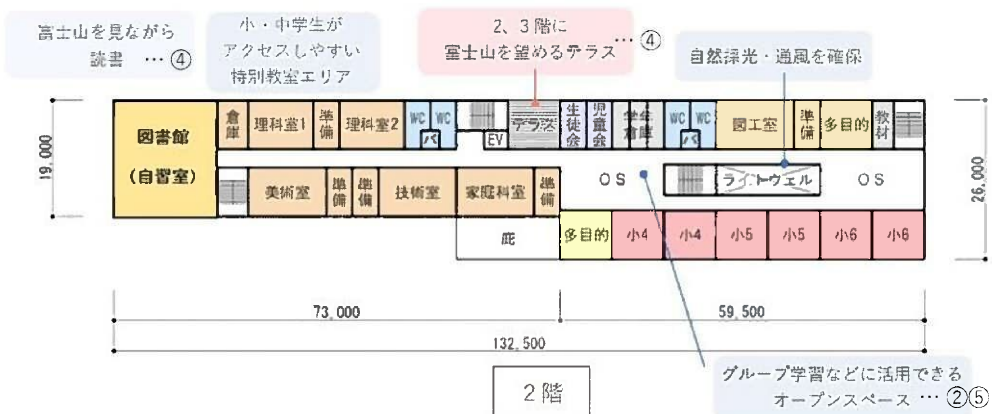 富士山を見ながら
読書 … ④
小・中学生が
アクセスしやすい
特別教室エリア
2、3階に
富士山を望めるテラス … ④
自然採光・通風を確保
図書館
(自習室)
倉庫
理科室1
準備
理科室2
WC
WC
パ
EV
テラス
生徒会
児童会
学年
倉庫
WC
WC
パ
図工室
準備
多目的
教材
19,000
26,000
OS
ライトウェル
OS
美術室
準備
準備
技術室
家庭科室
準備
庇
多目的
小4
小4
小5
小5
小6
小6
73,000
59,500
132,500
2階
グループ学習などに活用できる
オープンスペース … ②⑤